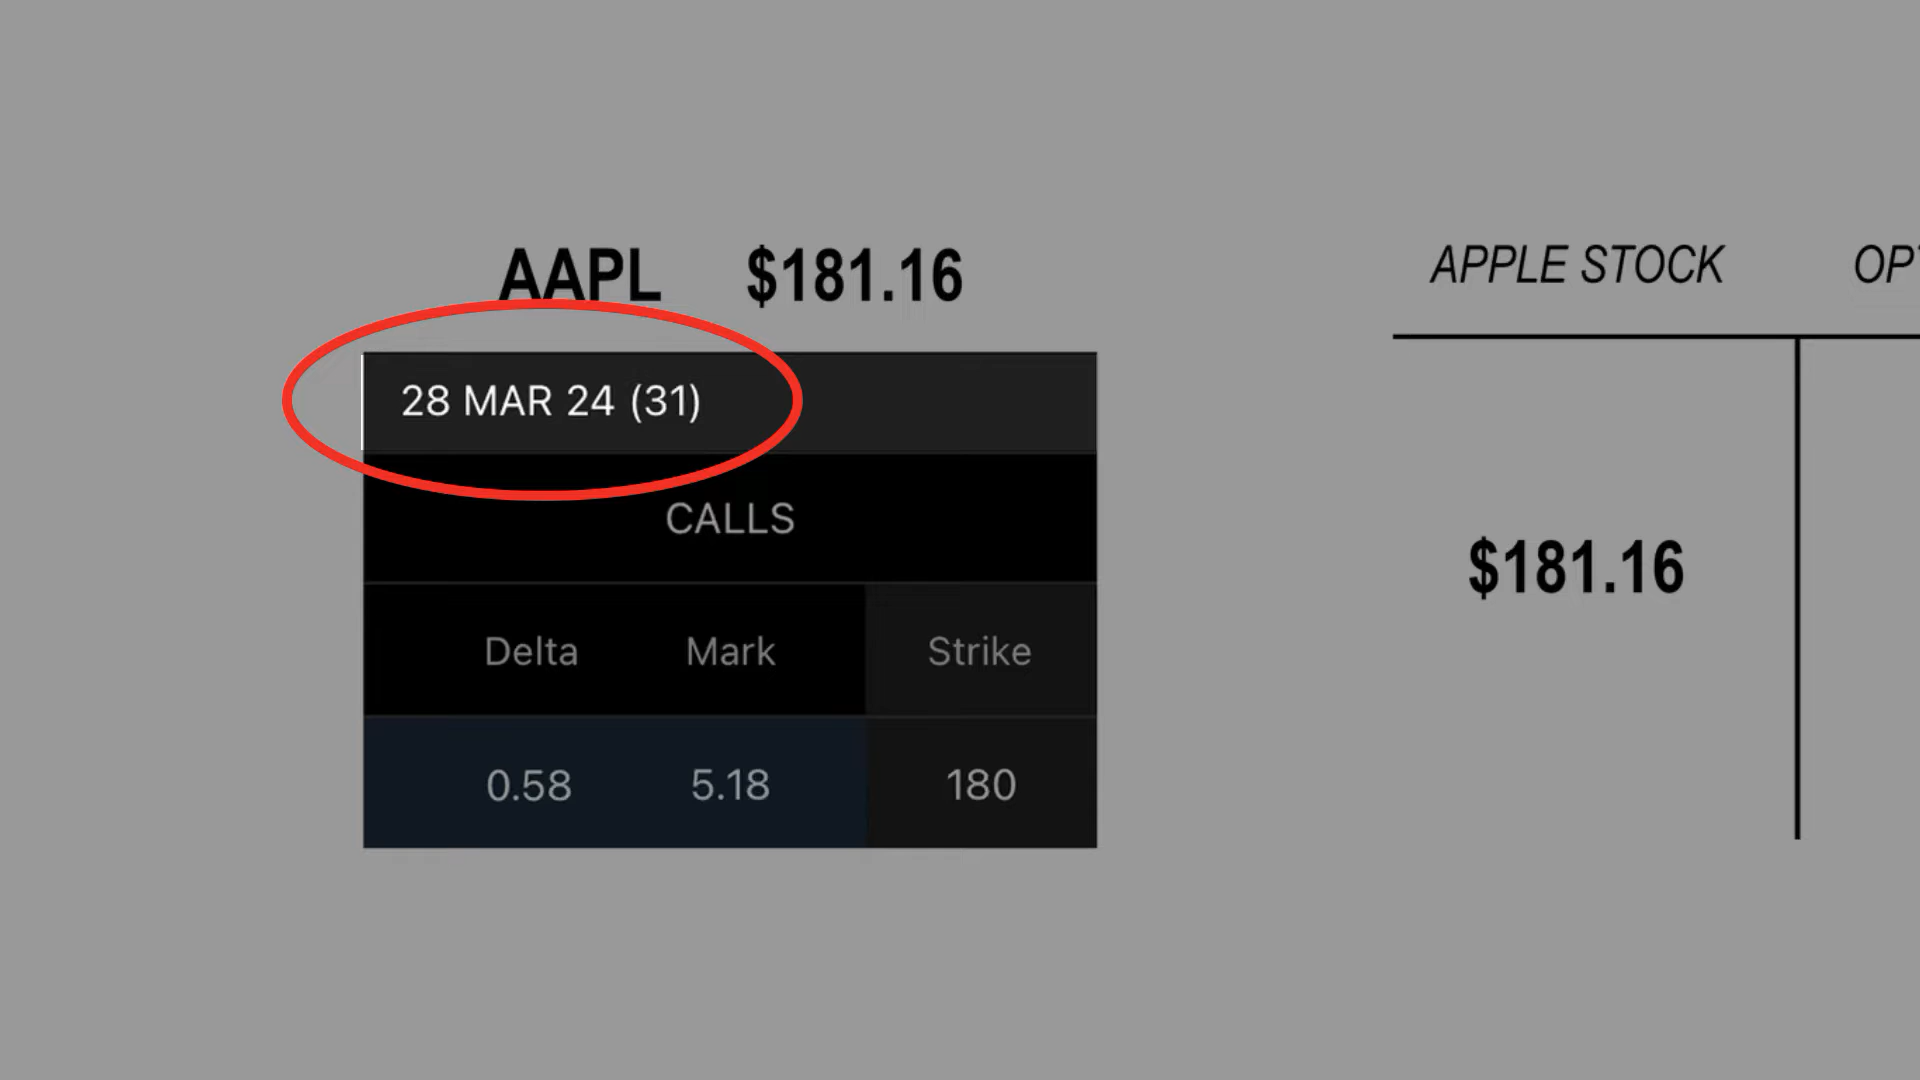 AAPL $181.16
28 MAR 24 (31)
CALLS
Delta Mark Strike
0.58 5.18 180
APPLE STOCK
$181.16